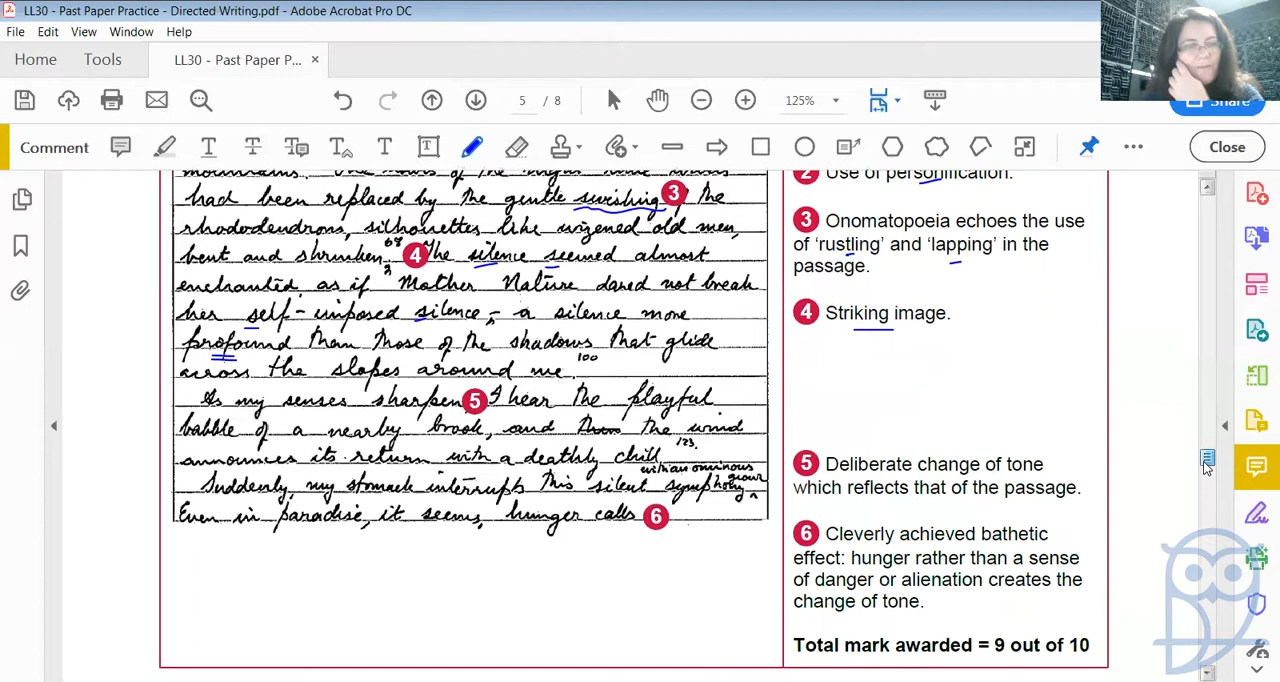 LL30 - Past Paper Practice - Directed Writing.pdf - Adobe Acrobat Pro DC
File Edit View Window Help
Home Tools LL30 - Past Paper P... ×
5 / 8 125% Share
Comment Close
had been replaced by the gentle swishing 3 the
rhododendrons, silhouettes like wizened old men,
bent and shrunken. 4 The silence seemed almost
enchanted, as if Mother Nature dared not break
her self-imposed silence, - a silence more
profound than those of the shadows that glide
across the slopes around me. 100
As my senses sharpen, 5 I hear the playful
babble of a nearby brook, and the wind
announces its return with a deathly chill. 123.
with an ominous growl
Suddenly, my stomach interrupts this silent symphony
Even in paradise, it seems, hunger calls 6
2 Use of personification.
3 Onomatopoeia echoes the use
of ‘rustling’ and ‘lapping’ in the
passage.
4 Striking image.
5 Deliberate change of tone
which reflects that of the passage.
6 Cleverly achieved bathetic
effect: hunger rather than a sense
of danger or alienation creates the
change of tone.
Total mark awarded = 9 out of 10